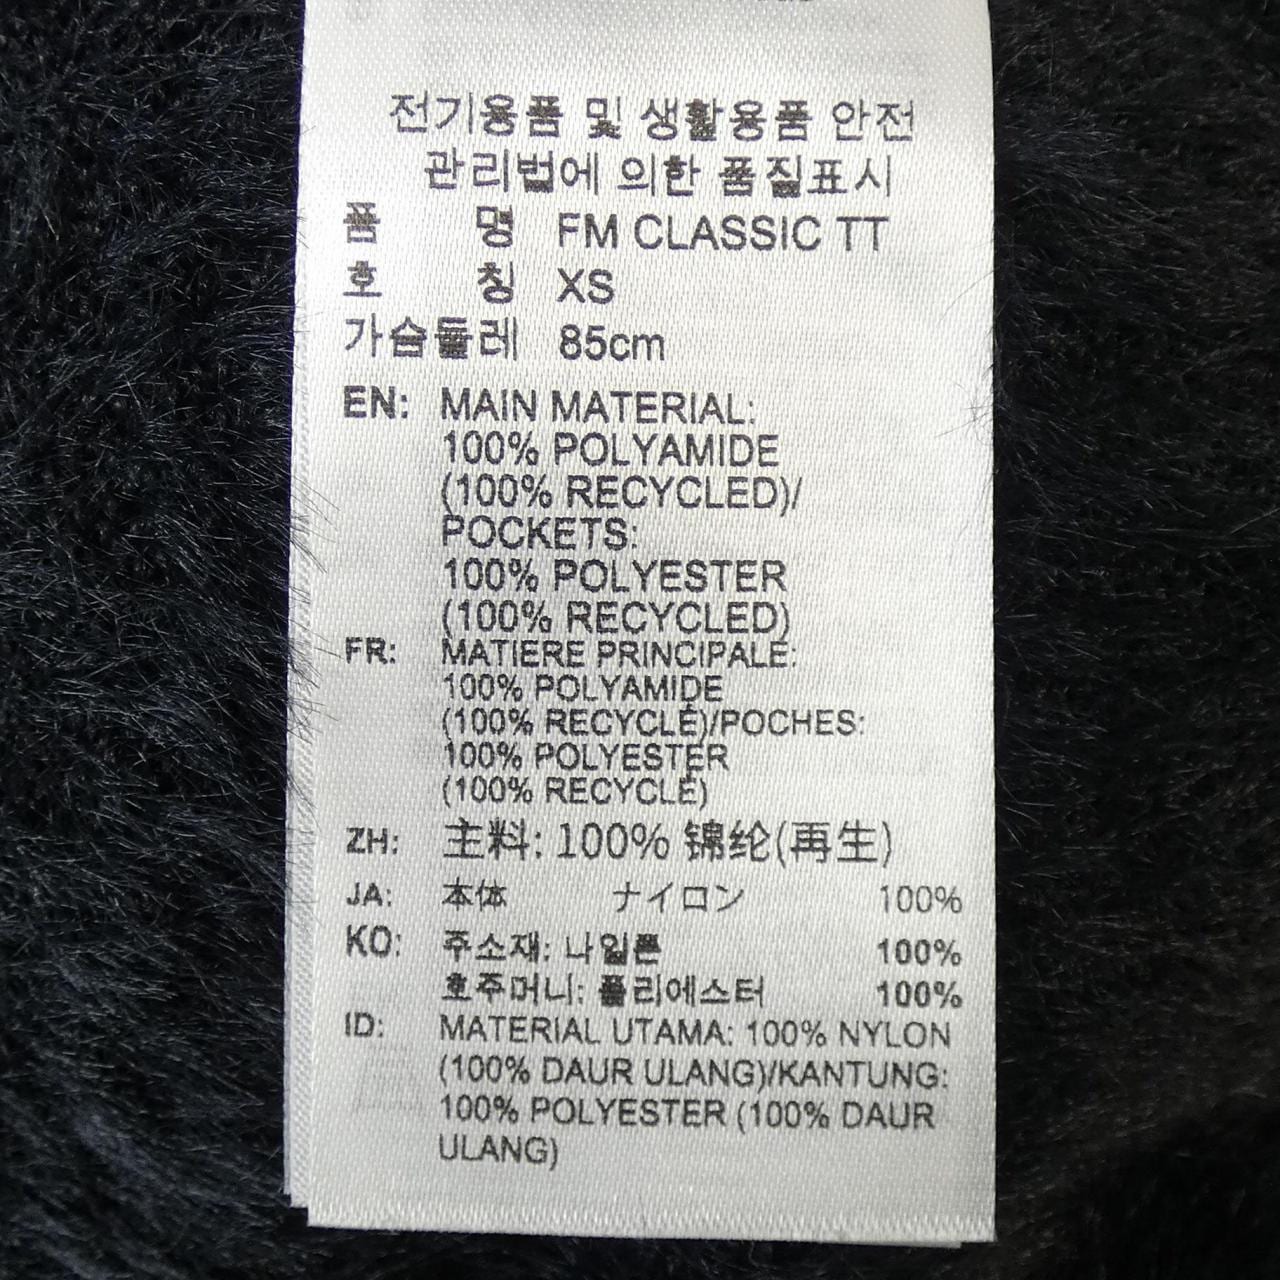 전기용품 및 생활용품 안전
관리법에 의한 품질표시
품 명 FM CLASSIC TT
호 칭 XS
가슴둘레 85cm
EN: MAIN MATERIAL:
100% POLYAMIDE
(100% RECYCLED)/
POCKETS:
100% POLYESTER
(100% RECYCLED)
FR: MATIERE PRINCIPALE:
100% POLYAMIDE
(100% RECYCLÉ)/POCHES:
100% POLYESTER
(100% RECYCLÉ)
ZH: 主料: 100% 锦纶(再生)
JA: 本体 ナイロン 100%
KO: 주소재: 나일론 100%
호주머니: 폴리에스터 100%
ID: MATERIAL UTAMA: 100% NYLON
(100% DAUR ULANG)/KANTUNG:
100% POLYESTER (100% DAUR
ULANG)